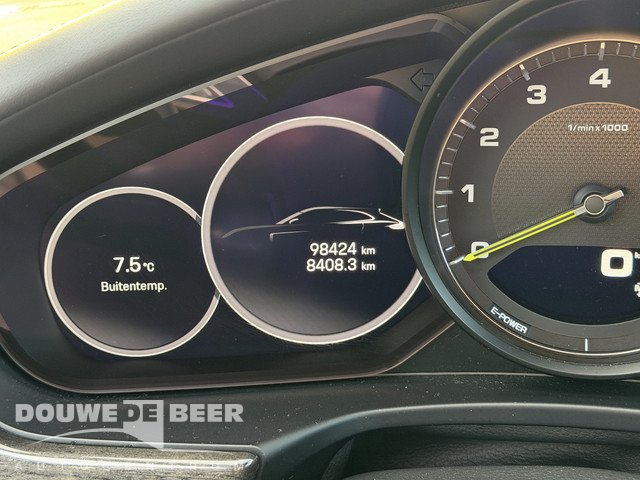 7.5°C
Buitentemp.
98424 km
8408.3 km
0
1
2
3
4
1/min x 1000
0
E-POWER
DOUWE DE BEER